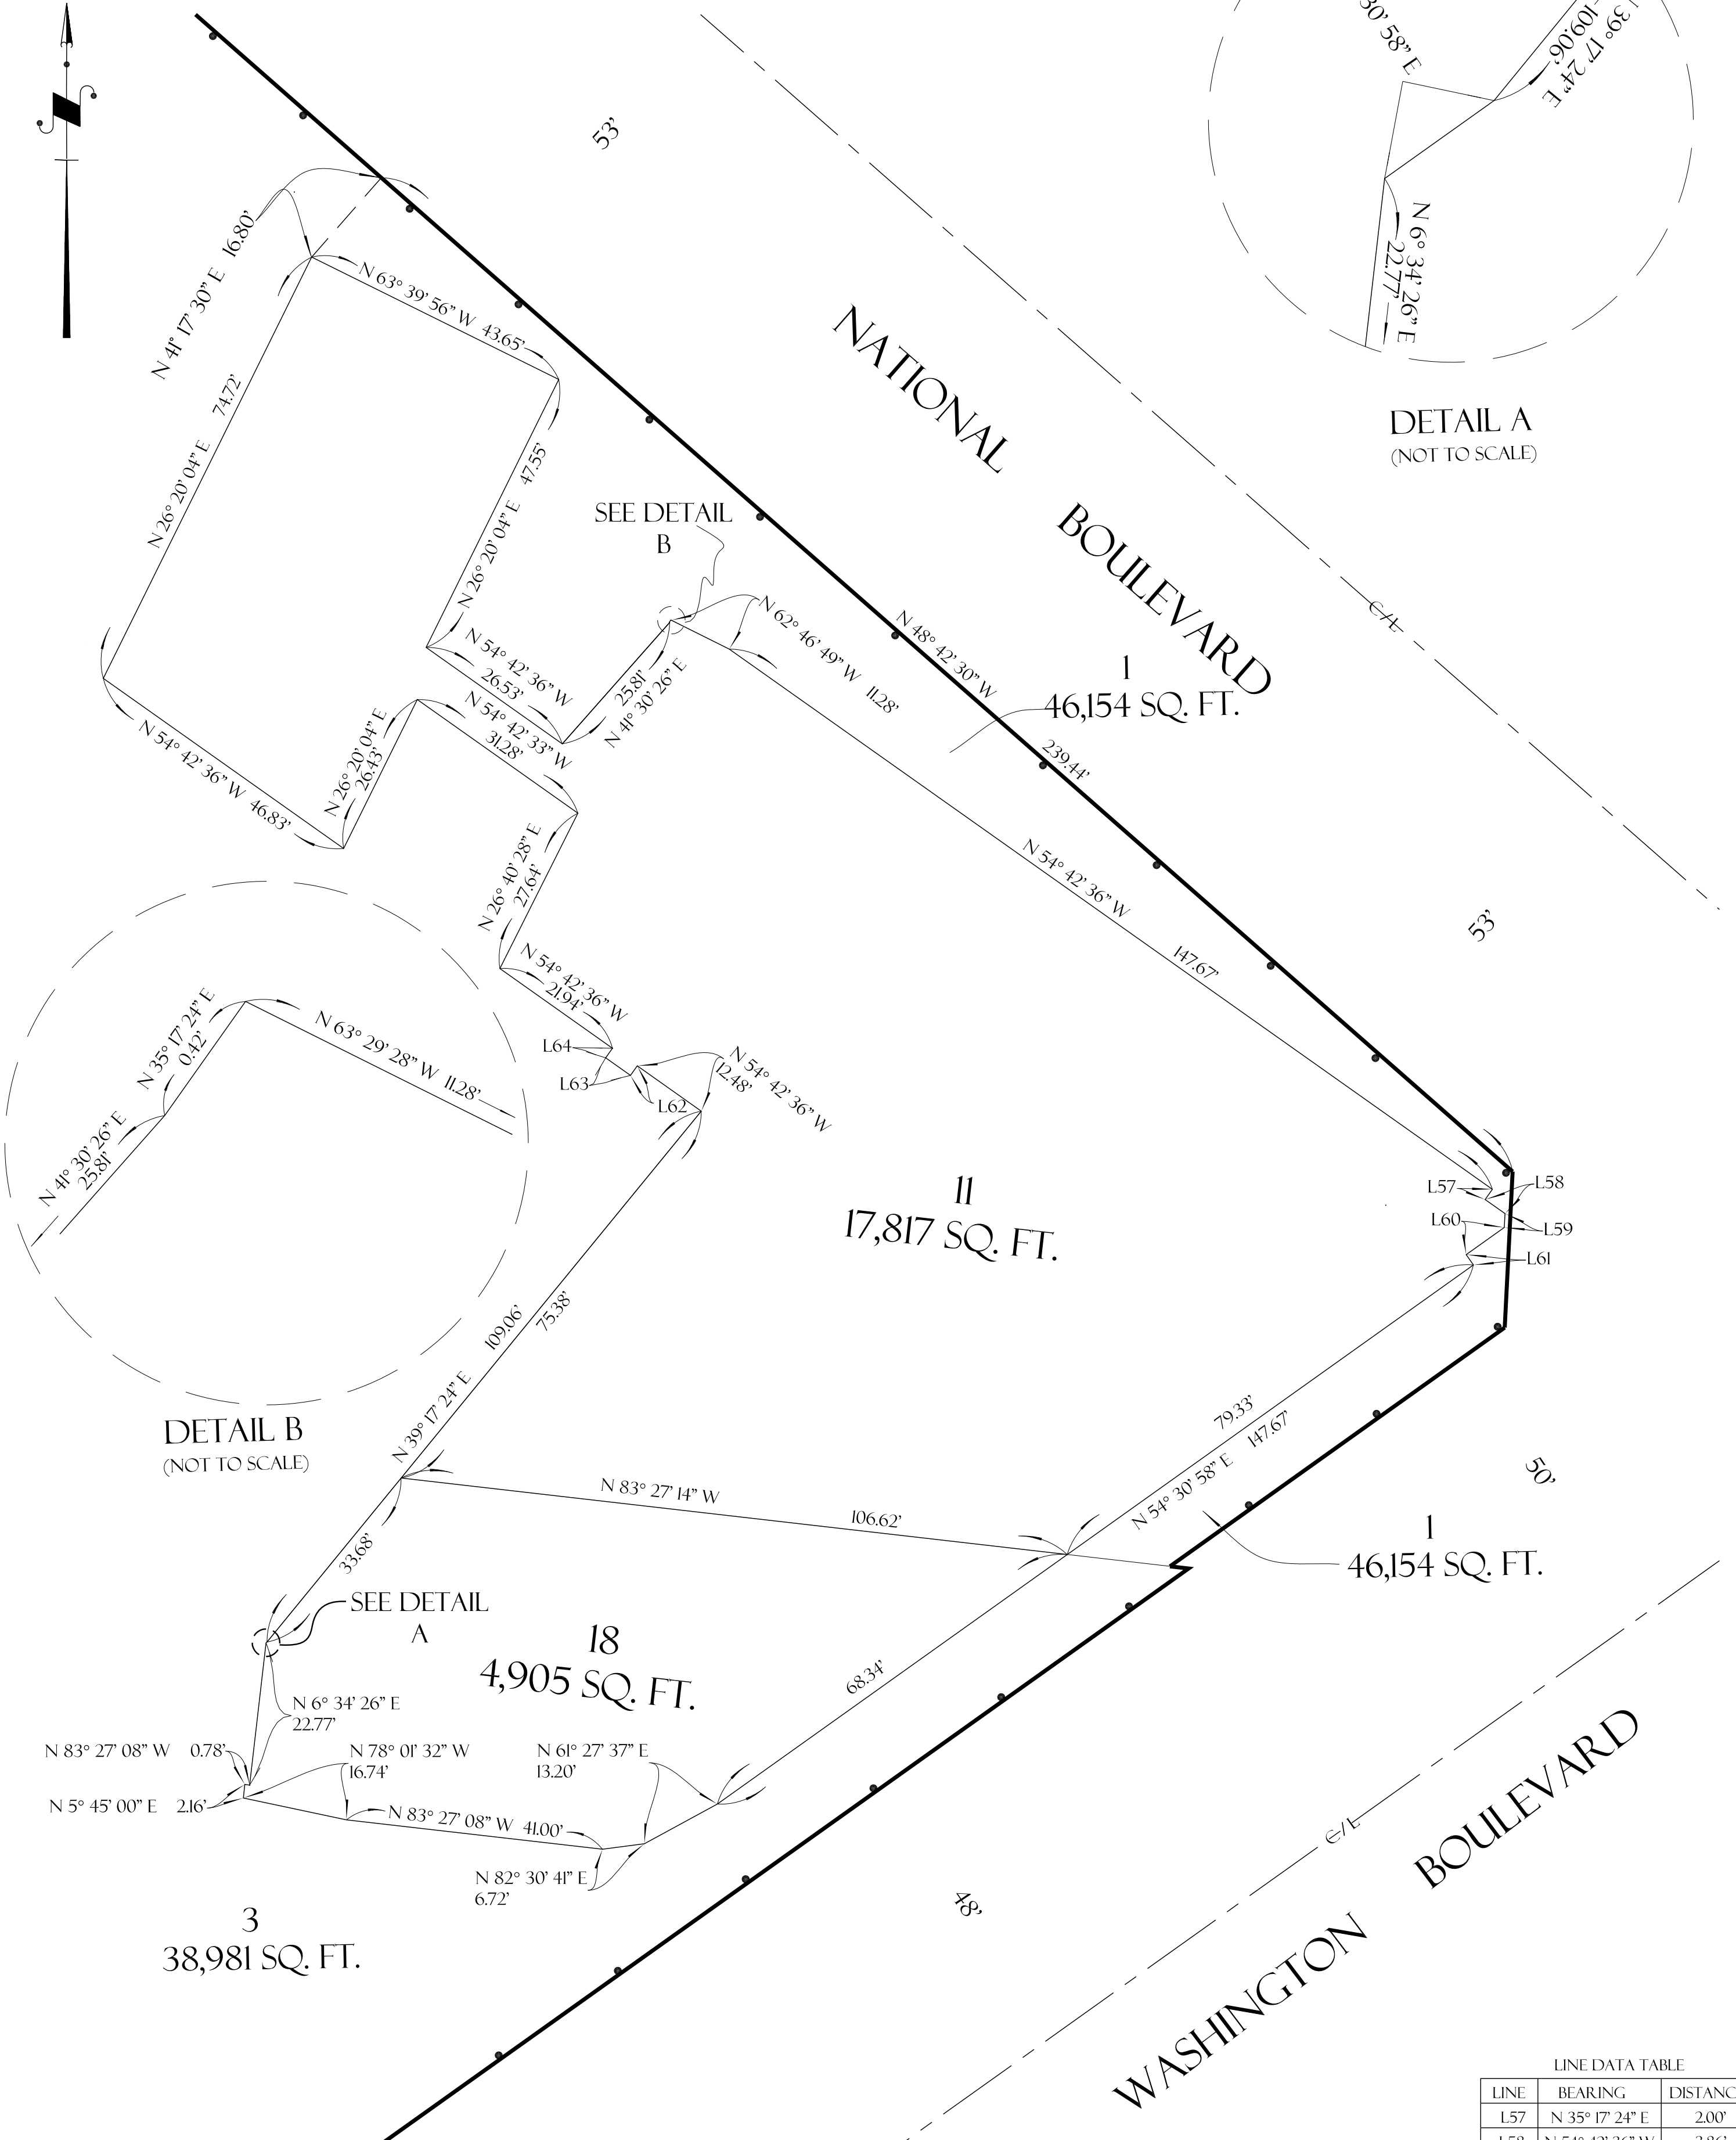 30' 58" E
39° 17' 24" E
109.06'
N 6° 34' 26" E
22.77'
DETAIL A
(NOT TO SCALE)
53'
N 41° 17' 30" E 16.80'
N 63° 39' 56" W 43.65'
N 26° 20' 04" E 74.72'
N 26° 20' 04" E 47.55'
NATIONAL
BOULEVARD
SEE DETAIL
B
N 62° 46' 49" W 11.28'
N 48° 42' 30" W
239.44'
1
46,154 SQ. FT.
C/L
N 54° 42' 36" W
26.53'
25.81'
N 41° 30' 26" E
N 54° 42' 33" W
31.28'
N 26° 20' 04" E
26.43'
N 54° 42' 36" W 46.83'
N 26° 40' 28" E
27.64'
N 54° 42' 36" W
147.67'
53'
N 54° 42' 36" W
21.94'
L64
L63
L62
N 54° 42' 36" W
12.48'
N 35° 17' 24" E
0.42'
N 63° 29' 28" W 11.28'
N 41° 30' 26" E
25.81'
DETAIL B
(NOT TO SCALE)
11
17,817 SQ. FT.
L57
L58
L60
L59
L61
N 39° 17' 24" E 109.06'
75.38'
79.33'
N 54° 30' 58" E 147.67'
50'
N 83° 27' 14" W
106.62'
1
46,154 SQ. FT.
33.68'
SEE DETAIL
A
18
4,905 SQ. FT.
68.34'
N 6° 34' 26" E
22.77'
N 83° 27' 08" W 0.78'
N 78° 01' 32" W
16.74'
N 61° 27' 37" E
13.20'
N 5° 45' 00" E 2.16'
N 83° 27' 08" W 41.00'
N 82° 30' 41" E
6.72'
3
38,981 SQ. FT.
48'
C/L
WASHINGTON
BOULEVARD
LINE DATA TABLE
LINE BEARING DISTANC
L57 N 35° 17' 24" E 2.00'